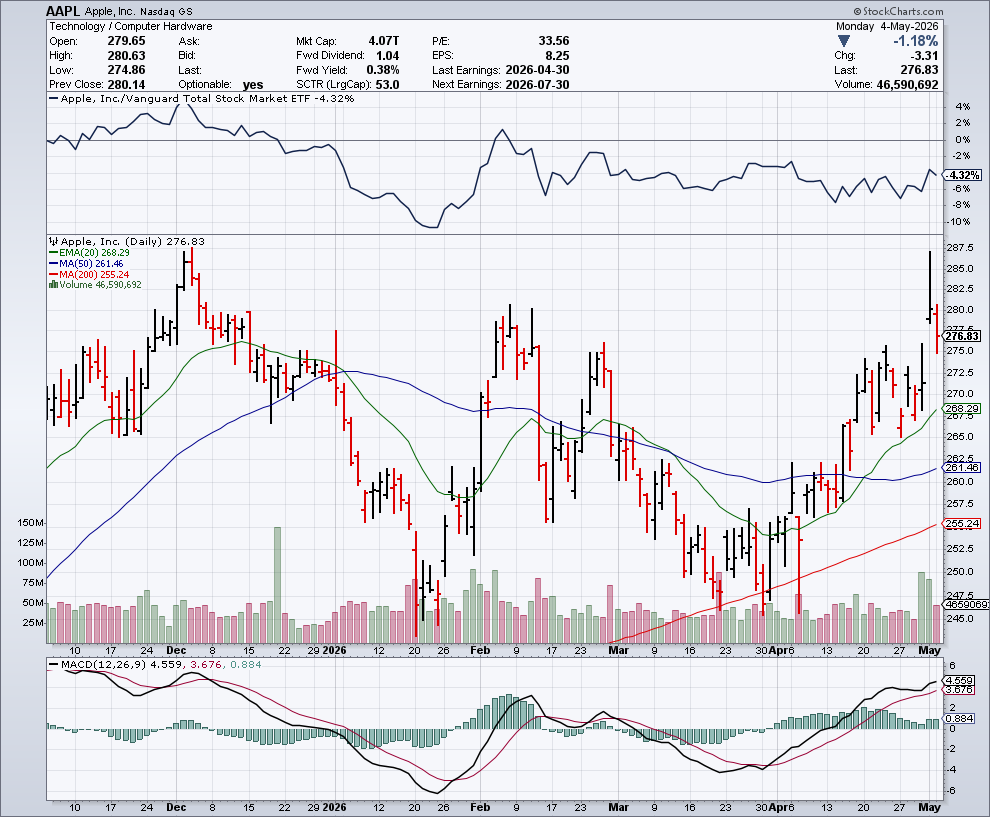 AAPL Apple, Inc. Nasdaq GS © StockCharts.com
Technology / Computer Hardware Monday 4-May-2026
Open: 279.65 Ask: Mkt Cap: 4.07T P/E: 33.56 ▼ -1.18%
High: 280.63 Bid: Fwd Dividend: 1.04 EPS: 8.25 Chg: -3.31
Low: 274.86 Last: Fwd Yield: 0.38% Last Earnings: 2026-04-30 Last: 276.83
Prev Close: 280.14 Optionable: yes SCTR (LrgCap): 53.0 Next Earnings: 2026-07-30 Volume: 46,590,692
Apple, Inc./Vanguard Total Stock Market ETF -4.32%
4%
2%
0%
-2%
-4.32%
-6%
-8%
-10%
Apple, Inc. (Daily) 276.83
EMA(20) 268.29
MA(50) 261.46
MA(200) 255.24
Volume 46,590,692
287.5
285.0
282.5
280.0
277.5
276.83
275.0
272.5
270.0
268.29
267.5
265.0
262.5
261.46
260.0
257.5
255.24
252.5
250.0
247.5
46590692
245.0
150M
125M
100M
75M
50M
25M
10 17 24 Dec 8 15 22 29 2026 12 20 26 Feb 9 17 23 Mar 9 16 23 30 Apr 6 13 20 27 May
MACD(12,26,9) 4.559, 3.676, 0.884
6
4.559
3.676
2
0.884
0
-2
-4
-6
10 17 24 Dec 8 15 22 29 2026 12 20 26 Feb 9 17 23 Mar 9 16 23 30 Apr 6 13 20 27 May